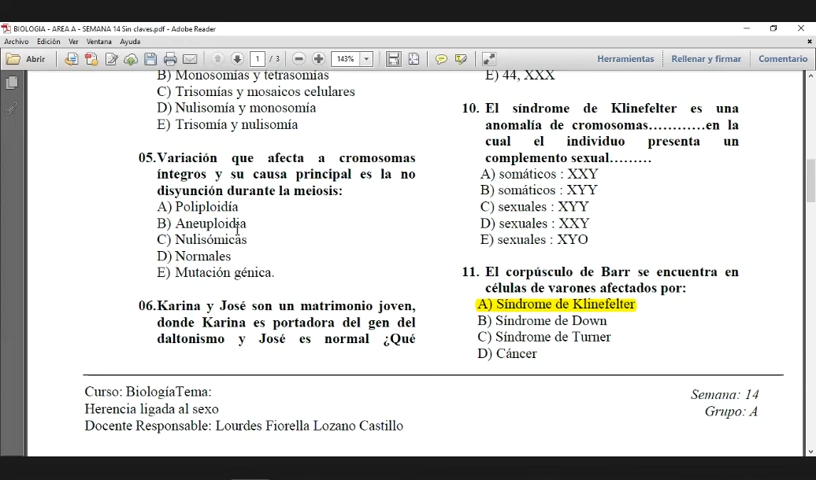 BIOLOGIA - AREA A - SEMANA 14 Sin claves.pdf - Adobe Reader
Archivo Edición Ver Ventana Ayuda
Abrir 1 / 3 143% Herramientas Rellenar y firmar Comentario
B) Monosomías y tetrasomías
C) Trisomías y mosaicos celulares
D) Nulisomía y monosomía
E) Trisomía y nulisomía
05.Variación que afecta a cromosomas
íntegros y su causa principal es la no
disyunción durante la meiosis:
A) Poliploidía
B) Aneuploidia
C) Nulisómicas
D) Normales
E) Mutación génica.
06.Karina y José son un matrimonio joven,
donde Karina es portadora del gen del
daltonismo y José es normal ¿Qué
E) 44, XXX
10. El síndrome de Klinefelter es una
anomalía de cromosomas…………en la
cual el individuo presenta un
complemento sexual………
A) somáticos : XXY
B) somáticos : XYY
C) sexuales : XYY
D) sexuales : XXY
E) sexuales : XYO
11. El corpúsculo de Barr se encuentra en
células de varones afectados por:
A) Síndrome de Klinefelter
B) Síndrome de Down
C) Síndrome de Turner
D) Cáncer
Curso: BiologíaTema:
Herencia ligada al sexo
Docente Responsable: Lourdes Fiorella Lozano Castillo
Semana: 14
Grupo: A